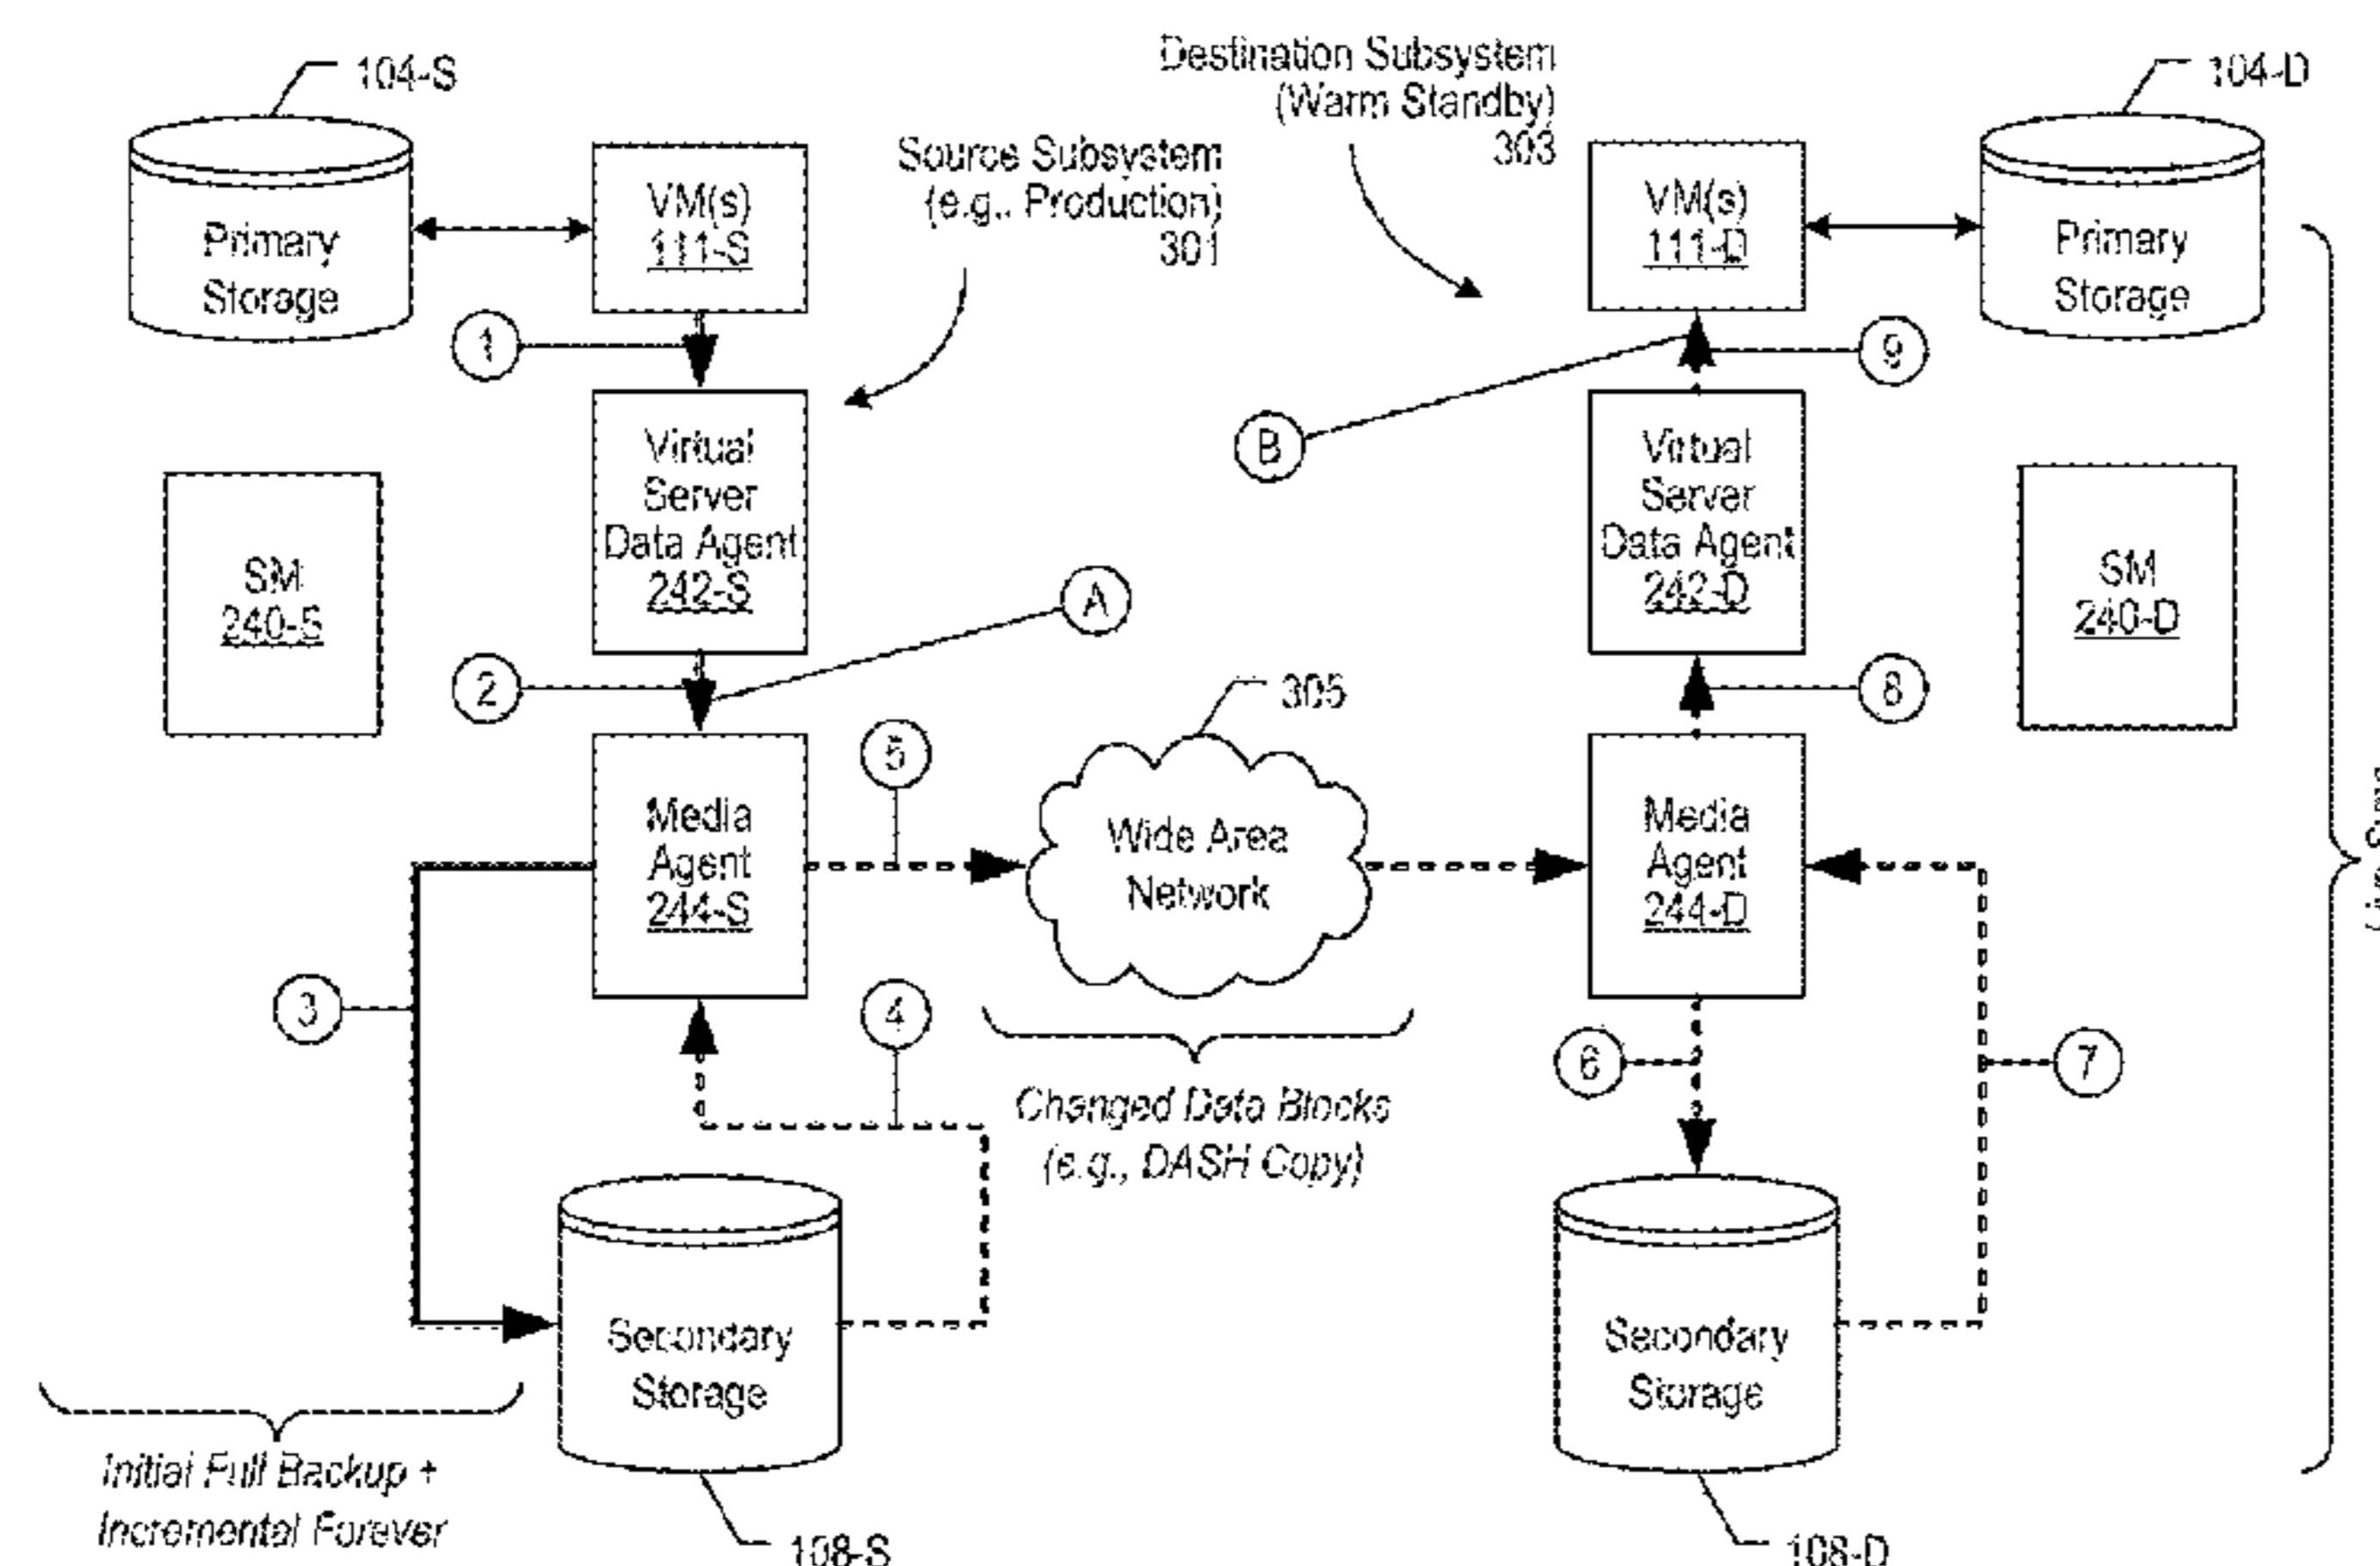 104-S
Destination Subsystem
(Warm Standby)
303
104-D
Source Subsystem
(e.g., Production)
301
Primary
Storage
VM(s)
111-S
VM(s)
111-D
Primary
Storage
1
9
B
Virtual
Server
Data Agent
242-S
Virtual
Server
Data Agent
242-D
SM
240-S
SM
240-D
A
2
8
305
5
Media
Agent
244-S
Wide Area
Network
Media
Agent
244-D
3
4
6
7
Changed Data Blocks
(e.g., DASH Copy)
Secondary
Storage
Secondary
Storage
Initial Full Backup +
Incremental Forever
108-S
108-D